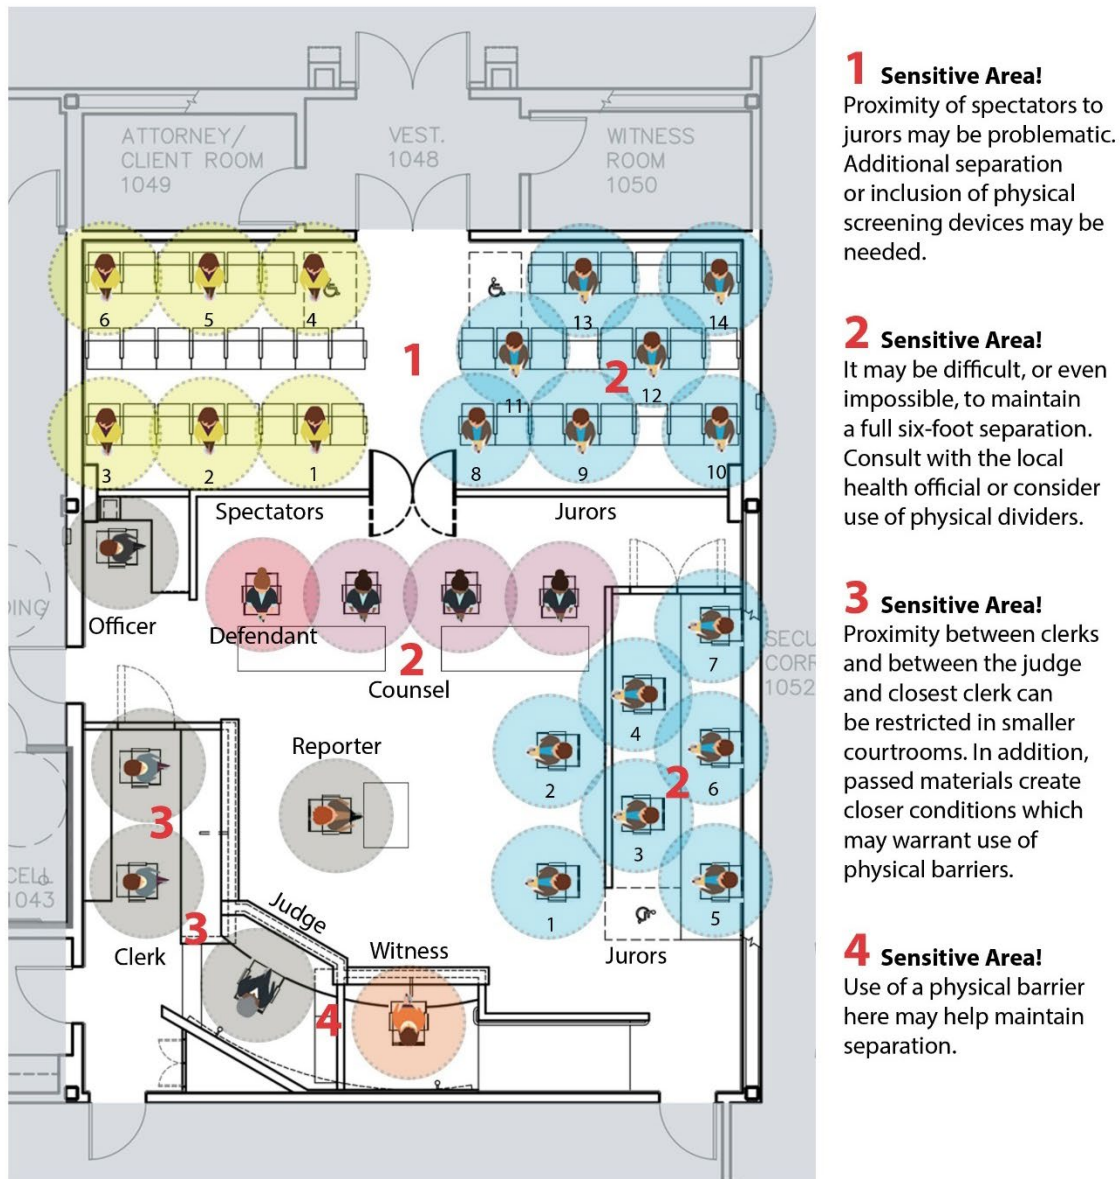 ATTORNEY/
CLIENT ROOM
1049
VEST.
1048
WITNESS
ROOM
1050
6
5
4
13
14
1
2
12
11
3
2
1
8
9
10
Spectators
Jurors
Officer
Defendant
2
Counsel
7
4
SECU
CORR
1052
DING/
Reporter
2
6
2
3
3
CELL
1043
1
5
3
Clerk
Judge
Witness
Jurors
4
1 Sensitive Area!
Proximity of spectators to
jurors may be problematic.
Additional separation
or inclusion of physical
screening devices may be
needed.
2 Sensitive Area!
It may be difficult, or even
impossible, to maintain
a full six-foot separation.
Consult with the local
health official or consider
use of physical dividers.
3 Sensitive Area!
Proximity between clerks
and between the judge
and closest clerk can
be restricted in smaller
courtrooms. In addition,
passed materials create
closer conditions which
may warrant use of
physical barriers.
4 Sensitive Area!
Use of a physical barrier
here may help maintain
separation.